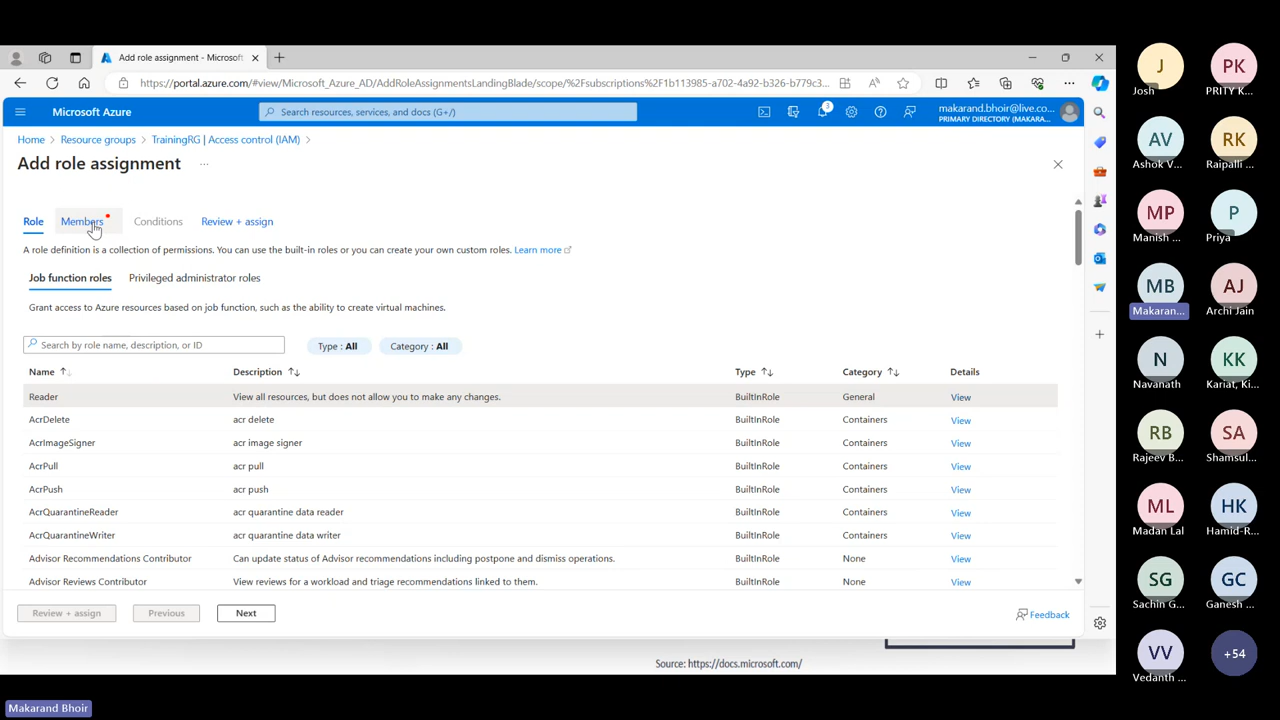 Add role assignment - Microsoft
https://portal.azure.com/#view/Microsoft_Azure_AD/AddRoleAssignmentsLandingBlade/scope/%2Fsubscriptions%2F1b113985-a702-4a92-b326-b779c3...
Microsoft Azure
Search resources, services, and docs (G+/)
3
makarand.bhoir@live.co...
PRIMARY DIRECTORY (MAKARA...
Home > Resource groups > TrainingRG | Access control (IAM) >
Add role assignment ...
Role Members Conditions Review + assign
A role definition is a collection of permissions. You can use the built-in roles or you can create your own custom roles. Learn more
Job function roles Privileged administrator roles
Grant access to Azure resources based on job function, such as the ability to create virtual machines.
Search by role name, description, or ID Type : All Category : All
Name Description Type Category Details
Reader View all resources, but does not allow you to make any changes. BuiltInRole General View
AcrDelete acr delete BuiltInRole Containers View
AcrImageSigner acr image signer BuiltInRole Containers View
AcrPull acr pull BuiltInRole Containers View
AcrPush acr push BuiltInRole Containers View
AcrQuarantineReader acr quarantine data reader BuiltInRole Containers View
AcrQuarantineWriter acr quarantine data writer BuiltInRole Containers View
Advisor Recommendations Contributor Can update status of Advisor recommendations including postpone and dismiss operations. BuiltInRole None View
Advisor Reviews Contributor View reviews for a workload and triage recommendations linked to them. BuiltInRole None View
Review + assign Previous Next Feedback
Source: https://docs.microsoft.com/
Makarand Bhoir
J PK
Josh PRITY K...
AV RK
Ashok V... Raipalli ...
MP P
Manish ... Priya
MB AJ
Makaran... Archi Jain
N KK
Navanath Kariat, Ki...
RB SA
Rajeev B... Shamsul...
ML HK
Madan Lal Hamid-R...
SG GC
Sachin G... Ganesh ...
VV +54
Vedanth ...